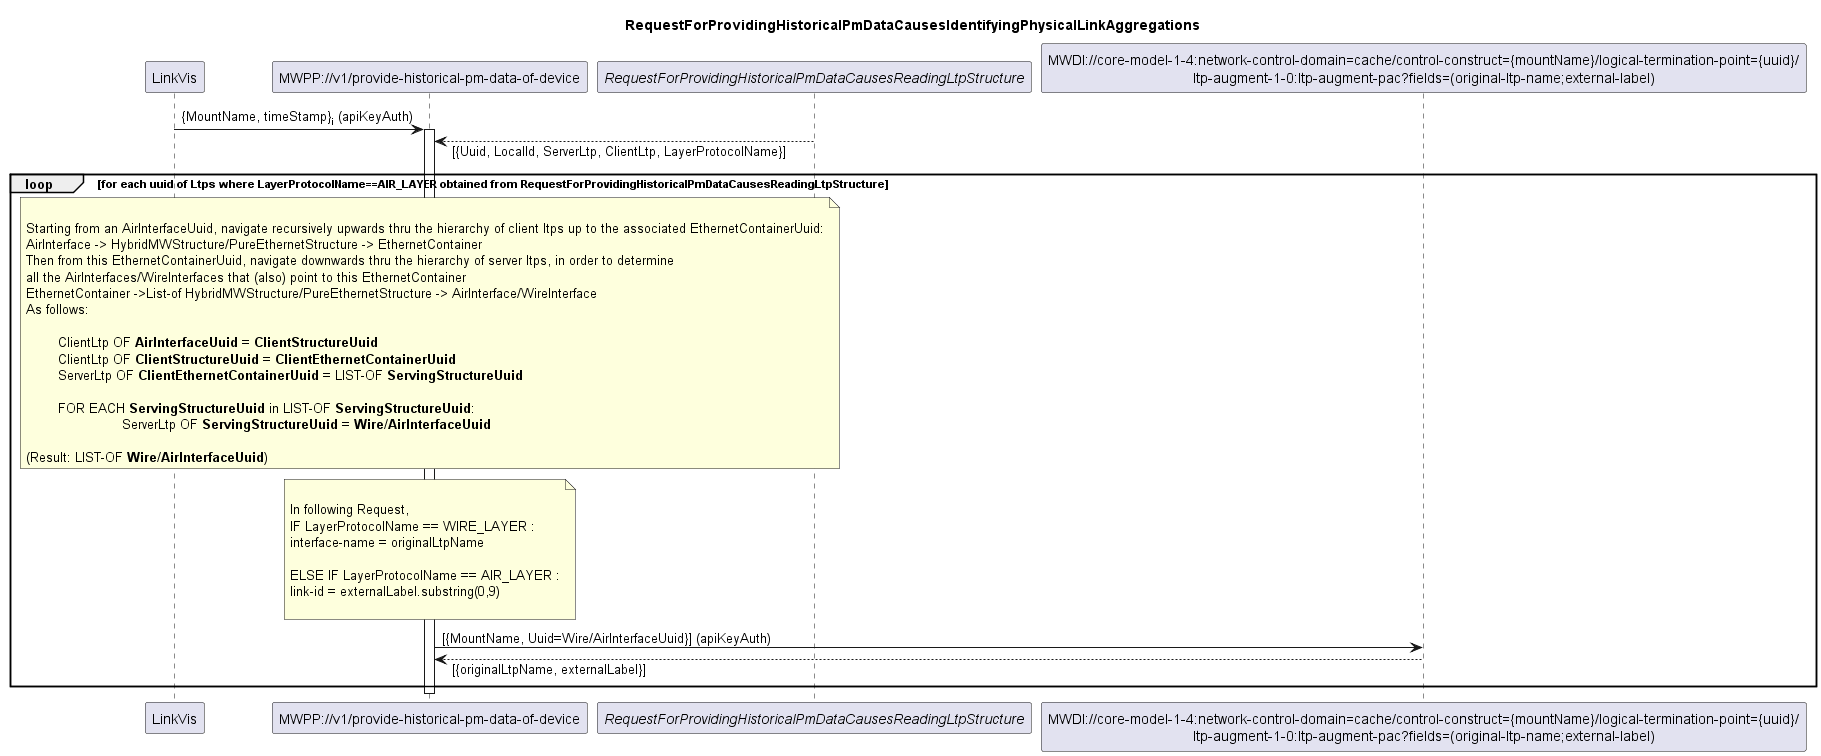 RequestForProvidingHistoricalPmDataCausesIdentifyingPhysicalLinkAggregations
LinkVis
MWPP://v1/provide-historical-pm-data-of-device
RequestForProvidingHistoricalPmDataCausesReadingLtpStructure
MWDI://core-model-1-4:network-control-domain=cache/control-construct={mountName}/logical-termination-point={uuid}/
ltp-augment-1-0:ltp-augment-pac?fields=(original-ltp-name;external-label)
{MountName, timeStamp}i (apiKeyAuth)
[{Uuid, LocalId, ServerLtp, ClientLtp, LayerProtocolName}]
loop [for each uuid of Ltps where LayerProtocolName==AIR_LAYER obtained from RequestForProvidingHistoricalPmDataCausesReadingLtpStructure]
Starting from an AirInterfaceUuid, navigate recursively upwards thru the hierarchy of client ltps up to the associated EthernetContainerUuid:
AirInterface -> HybridMWStructure/PureEthernetStructure -> EthernetContainer
Then from this EthernetContainerUuid, navigate downwards thru the hierarchy of server ltps, in order to determine
all the AirInterfaces/WireInterfaces that (also) point to this EthernetContainer
EthernetContainer ->List-of HybridMWStructure/PureEthernetStructure -> AirInterface/WireInterface
As follows:
ClientLtp OF AirInterfaceUuid = ClientStructureUuid
ClientLtp OF ClientStructureUuid = ClientEthernetContainerUuid
ServerLtp OF ClientEthernetContainerUuid = LIST-OF ServingStructureUuid
FOR EACH ServingStructureUuid in LIST-OF ServingStructureUuid:
ServerLtp OF ServingStructureUuid = Wire/AirInterfaceUuid
(Result: LIST-OF Wire/AirInterfaceUuid)
In following Request,
IF LayerProtocolName == WIRE_LAYER :
interface-name = originalLtpName
ELSE IF LayerProtocolName == AIR_LAYER :
link-id = externalLabel.substring(0,9)
[{MountName, Uuid=Wire/AirInterfaceUuid}] (apiKeyAuth)
[{originalLtpName, externalLabel}]
LinkVis
MWPP://v1/provide-historical-pm-data-of-device
RequestForProvidingHistoricalPmDataCausesReadingLtpStructure
MWDI://core-model-1-4:network-control-domain=cache/control-construct={mountName}/logical-termination-point={uuid}/
ltp-augment-1-0:ltp-augment-pac?fields=(original-ltp-name;external-label)